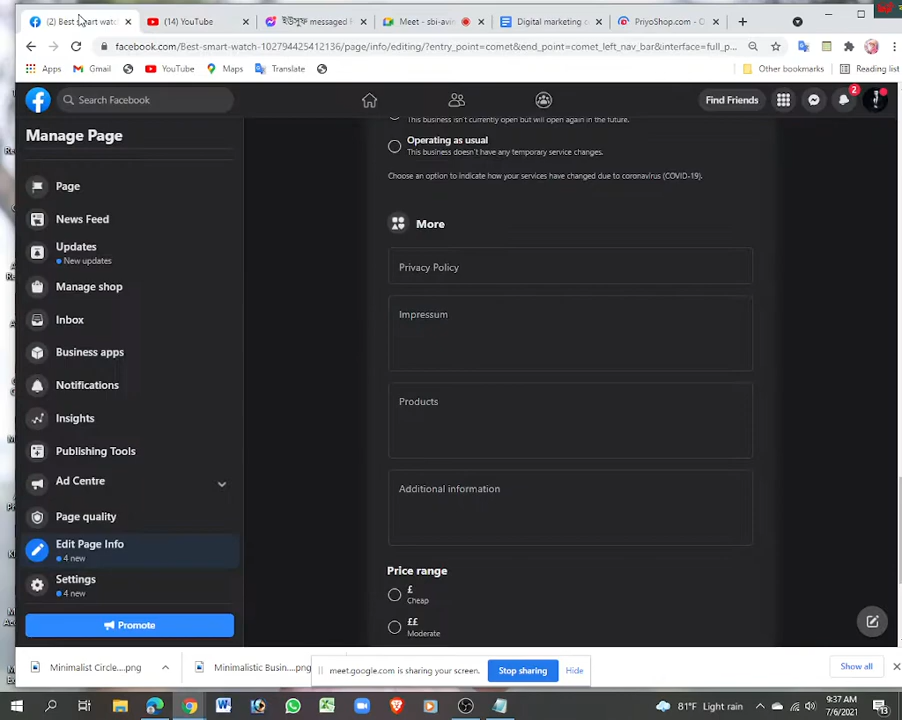 (2) Best smart watc
(14) YouTube
ইউসুফ messaged
Meet - sbi-avin
Digital marketing c
PriyoShop.com - O
facebook.com/Best-smart-watch-102794425412136/page/info/editing/?entry_point=comet&end_point=comet_left_nav_bar&interface=full_p...
Apps
Gmail
YouTube
Maps
Translate
Other bookmarks
Reading list
Search Facebook
Find Friends
2
Manage Page
Page
News Feed
Updates
New updates
Manage shop
Inbox
Business apps
Notifications
Insights
Publishing Tools
Ad Centre
Page quality
Edit Page Info
4 new
Settings
4 new
Promote
This business isn't currently open but will open again in the future.
Operating as usual
This business doesn't have any temporary service changes.
Choose an option to indicate how your services have changed due to coronavirus (COVID-19).
More
Privacy Policy
Impressum
Products
Additional information
Price range
£
Cheap
££
Moderate
Minimalist Circle....png
Minimalistic Busin....png
meet.google.com is sharing your screen.
Stop sharing
Hide
Show all
81°F Light rain
9:37 AM
7/6/2021
13